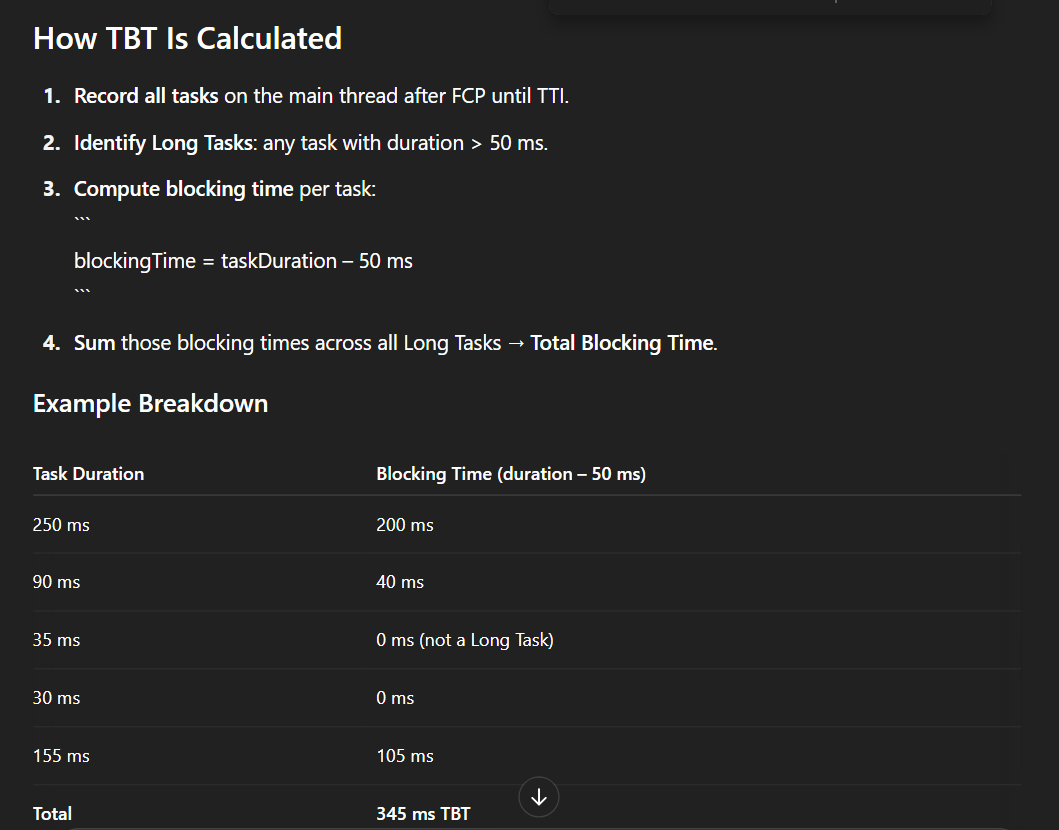 How TBT Is Calculated
1. Record all tasks on the main thread after FCP until TTI.
2. Identify Long Tasks: any task with duration > 50 ms.
3. Compute blocking time per task:
```
blockingTime = taskDuration – 50 ms
```
4. Sum those blocking times across all Long Tasks → Total Blocking Time.
Example Breakdown
Task Duration Blocking Time (duration – 50 ms)
250 ms 200 ms
90 ms 40 ms
35 ms 0 ms (not a Long Task)
30 ms 0 ms
155 ms 105 ms
Total 345 ms TBT